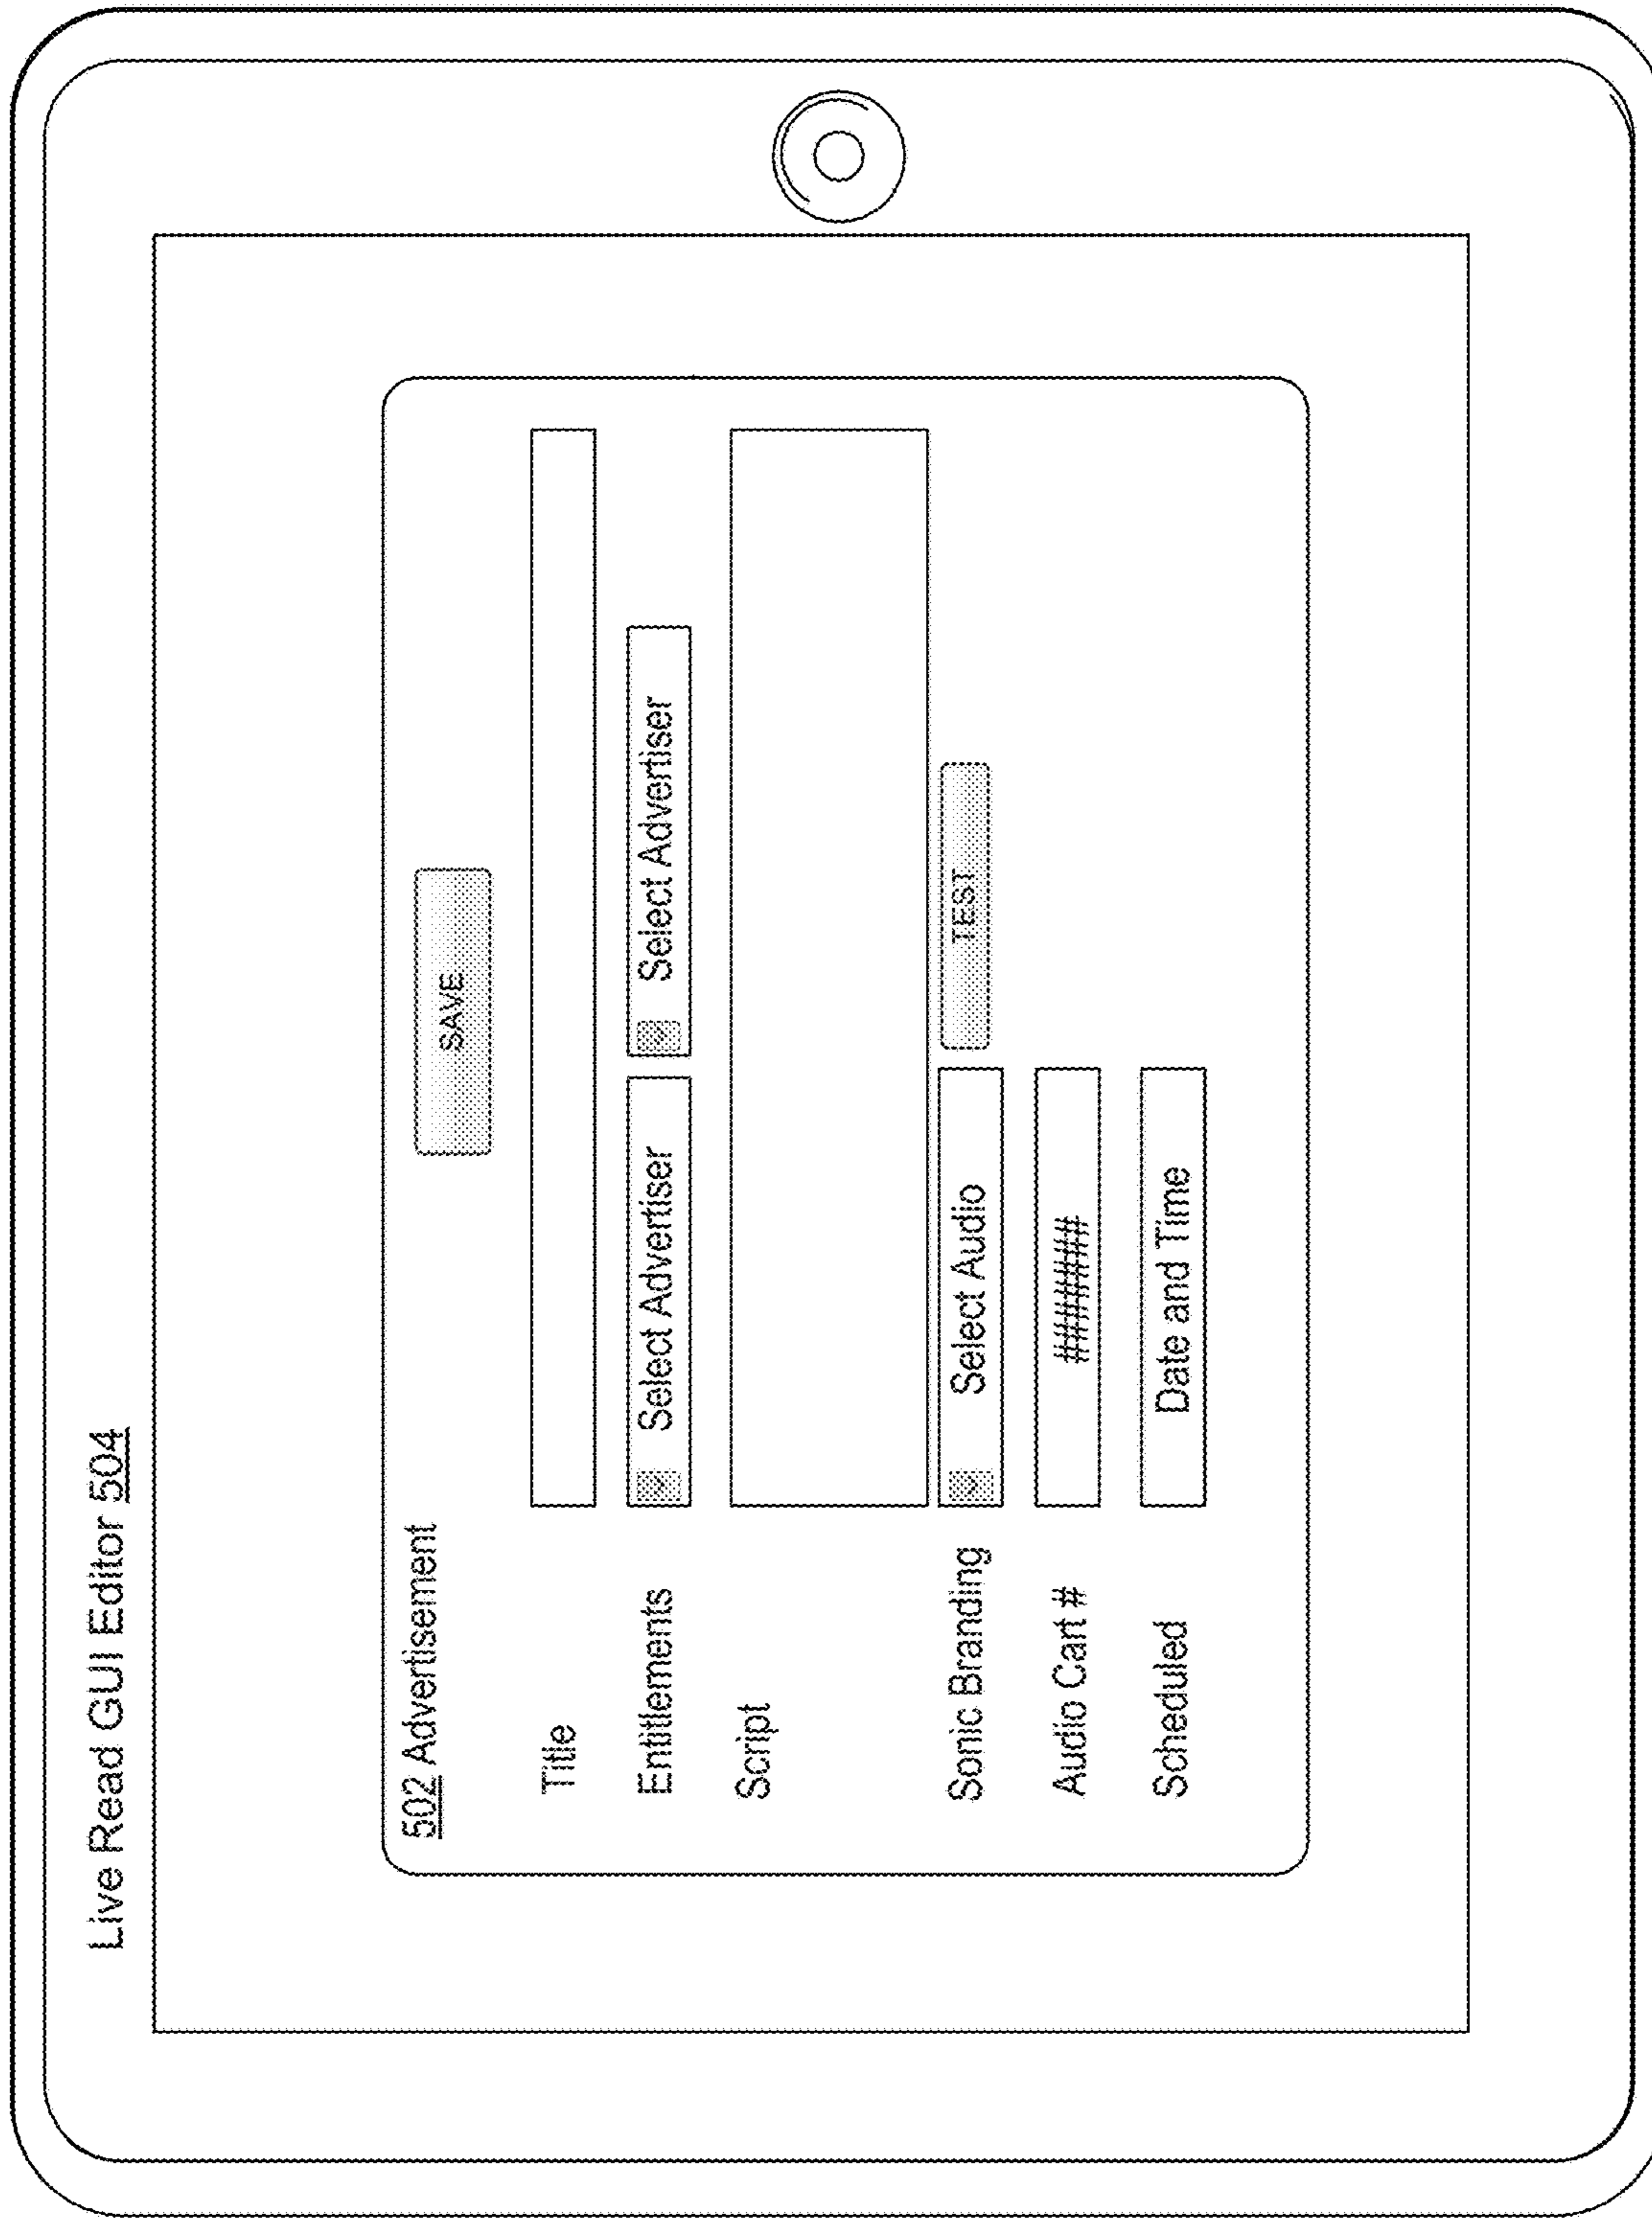 Live Read GUI Editor 504
502 Advertisement
SAVE
Title
Entitlements Select Advertiser Select Advertiser
Script
Sonic Branding Select Audio TEST
Audio Cart # ######
Scheduled Date and Time